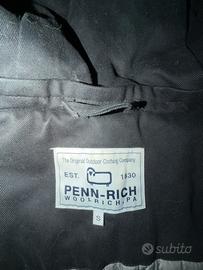 The Original Outdoor Clothing Company
EST. 1830
PENN-RICH
WOOLRICH, PA
S
subito